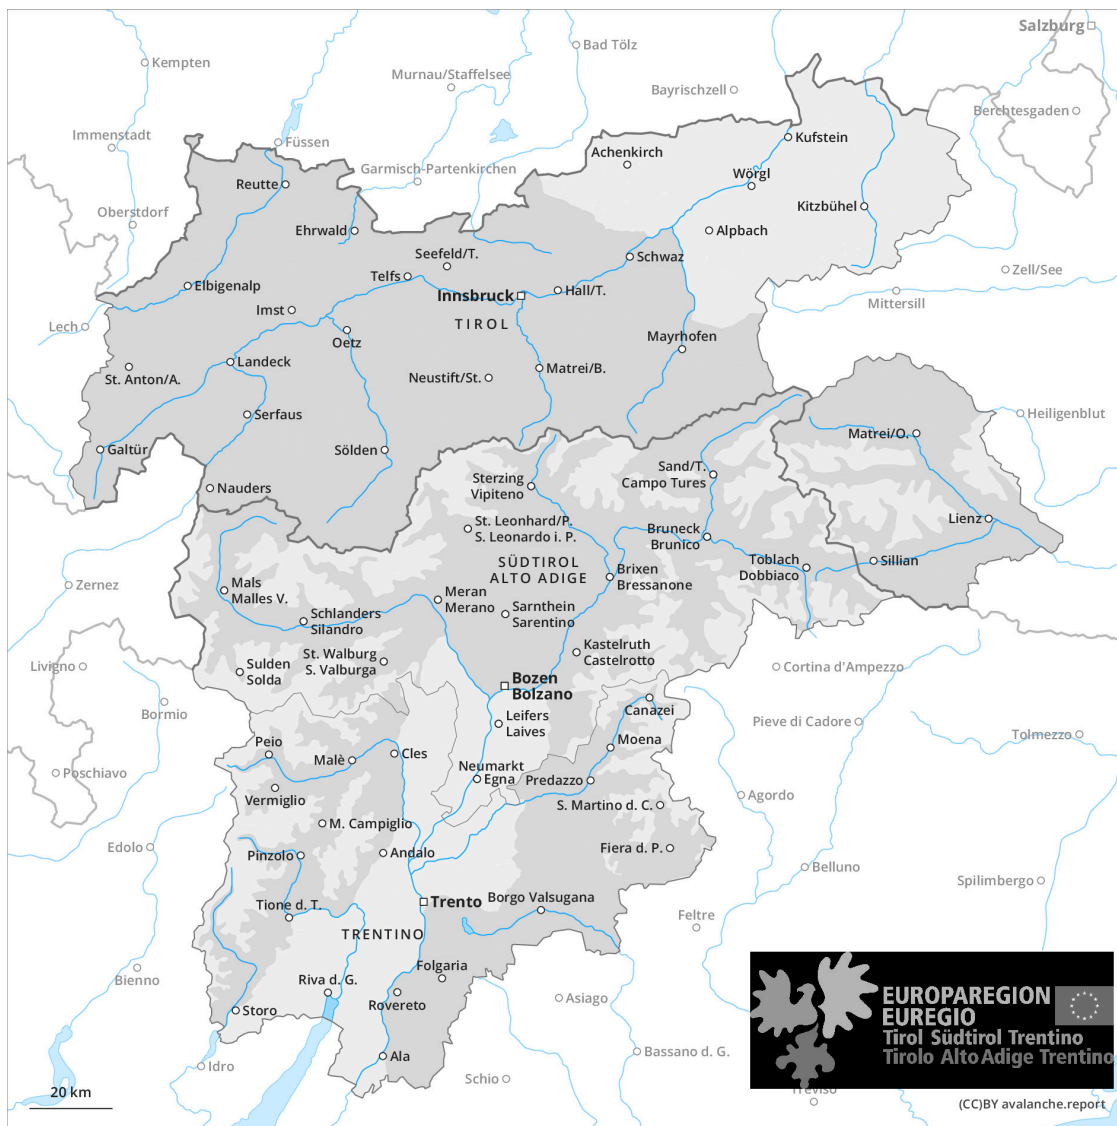 Salzburg
Bad Tölz
Kempten
Murnau/Staffelsee
Bayrischzell
Berchtesgaden
Immenstadt
Füssen
Kufstein
Achenkirch
Garmisch-Partenkirchen
Wörgl
Reutte
Kitzbühel
Oberstdorf
Ehrwald
Alpbach
Seefeld/T.
Schwaz
Zell/See
Telfs
Elbigenalp
Hall/T.
Innsbruck
Mittersill
Imst
TIROL
Lech
Oetz
Mayrhofen
Landeck
Matrei/B.
St. Anton/A.
Neustift/St.
Serfaus
Heiligenblut
Matrei/O.
Galtür
Sölden
Sand/T.
Campo Tures
Sterzing
Vipiteno
Nauders
St. Leonhard/P.
S. Leonardo i. P.
Lienz
Bruneck
Brunico
SÜDTIROL
ALTO ADIGE
Toblach
Dobbiaco
Sillian
Brixen
Bressanone
Zernez
Mals
Malles V.
Meran
Merano
Schlanders
Silandro
Sarnthein
Sarentino
Kastelruth
Castelrotto
St. Walburg
S. Valburga
Livigno
Sulden
Solda
Cortina d'Ampezzo
Bozen
Bolzano
Canazei
Bormio
Leifers
Laives
Pieve di Cadore
Tolmezzo
Moena
Peio
Malè
Cles
Neumarkt
Egna
Predazzo
Poschiavo
Vermiglio
S. Martino d. C.
Agordo
M. Campiglio
Edolo
Pinzolo
Andalo
Fiera d. P.
Belluno
Spilimbergo
Tione d. T.
Trento
Borgo Valsugana
Feltre
TRENTINO
Bienno
Folgaria
Riva d. G.
Rovereto
Asiago
Storo
EUROPAREGION
EUREGIO
Tirol Südtirol Trentino
Tirolo Alto Adige Trentino
Ala
Bassano d. G.
Idro
Schio
Treviso
20 km
(CC)BY avalanche.report